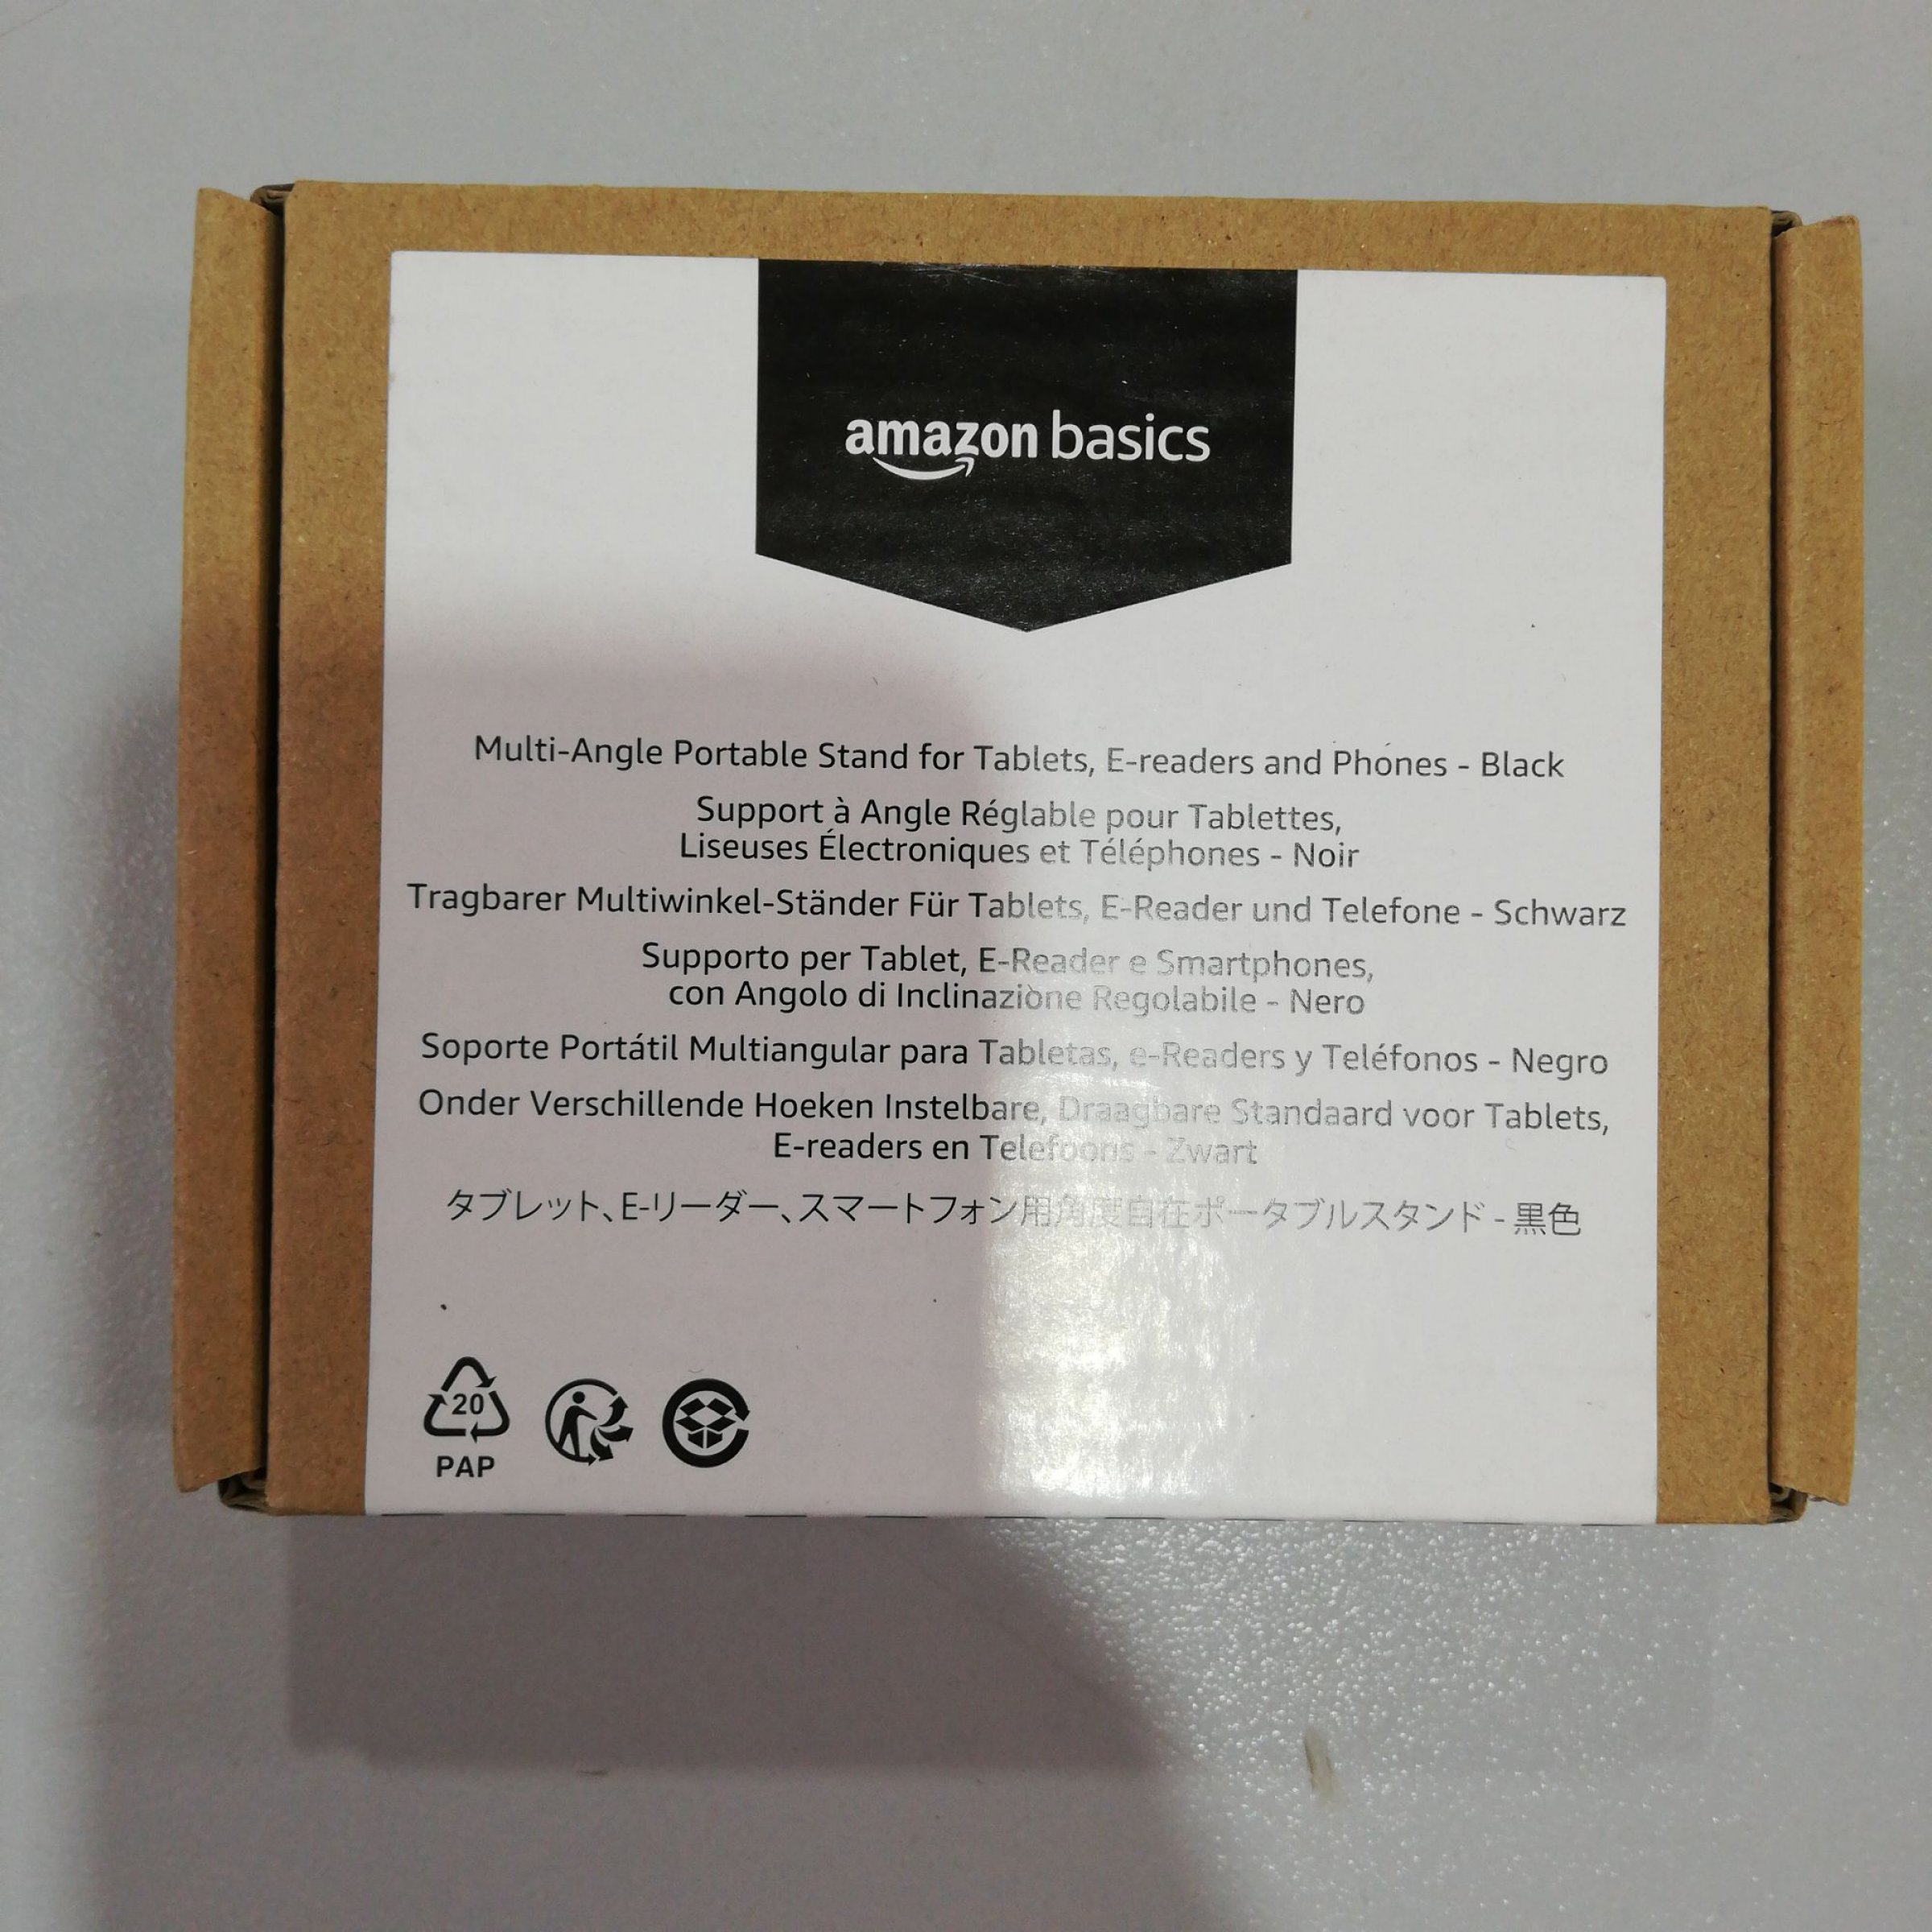 amazon basics
Multi-Angle Portable Stand for Tablets, E-readers and Phones - Black
Support à Angle Réglable pour Tablettes,
Liseuses Électroniques et Téléphones - Noir
Tragbarer Multiwinkel-Ständer Für Tablets, E-Reader und Telefone - Schwarz
Supporto per Tablet, E-Reader e Smartphones,
con Angolo di Inclinazione Regolabile - Nero
Soporte Portátil Multiangular para Tabletas, e-Readers y Teléfonos - Negro
Onder Verschillende Hoeken Instelbare, Draagbare Standaard voor Tablets,
E-readers en Telefoons - Zwart
タブレット、E-リーダー、スマートフォン用角度自在ポータブルスタンド - 黒色
20
PAP